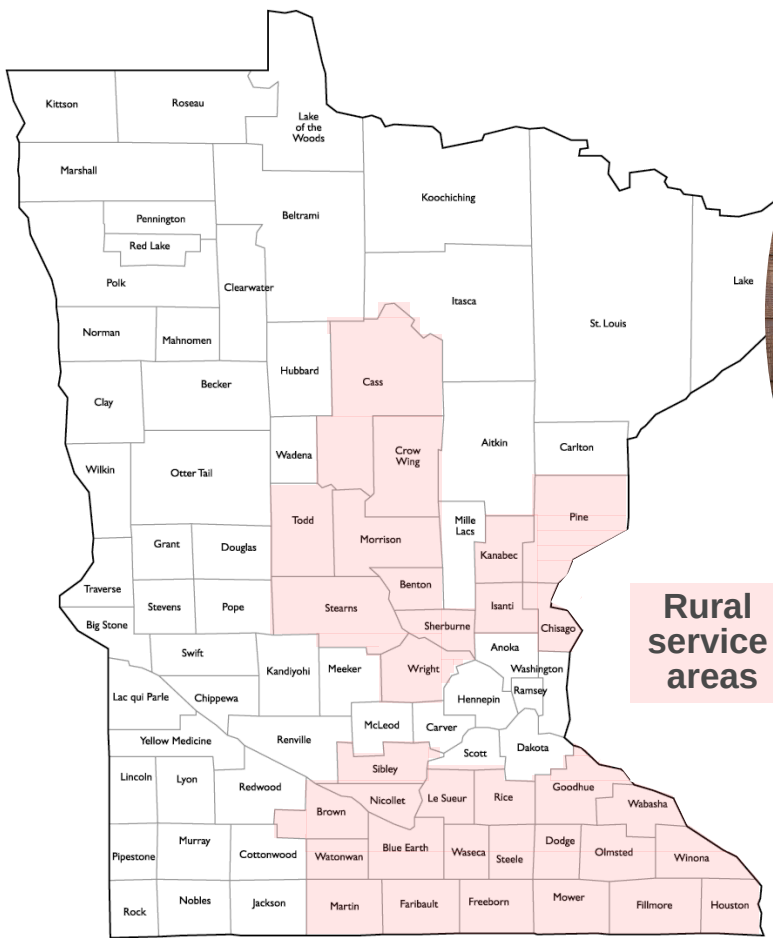 Kittson
Roseau
Lake
of the
Woods
Marshall
Koochiching
Pennington
Beltrami
Red Lake
Polk
Clearwater
Itasca
Lake
St. Louis
Norman
Mahnomen
Hubbard
Becker
Cass
Clay
Aitkin
Carlton
Wadena
Crow
Wing
Wilkin
Otter Tail
Todd
Mille
Lacs
Pine
Grant
Douglas
Morrison
Kanabec
Traverse
Benton
Stevens
Pope
Stearns
Isanti
Rural
service
areas
Big Stone
Sherburne
Chisago
Swift
Anoka
Kandiyohi
Meeker
Wright
Washington
Lac qui Parle
Chippewa
Hennepin
Ramsey
McLeod
Carver
Yellow Medicine
Renville
Scott
Dakota
Sibley
Lincoln
Lyon
Redwood
Nicollet
Le Sueur
Rice
Goodhue
Wabasha
Brown
Murray
Pipestone
Cottonwood
Watonwan
Blue Earth
Waseca
Steele
Dodge
Olmsted
Winona
Rock
Nobles
Jackson
Martin
Faribault
Freeborn
Mower
Fillmore
Houston